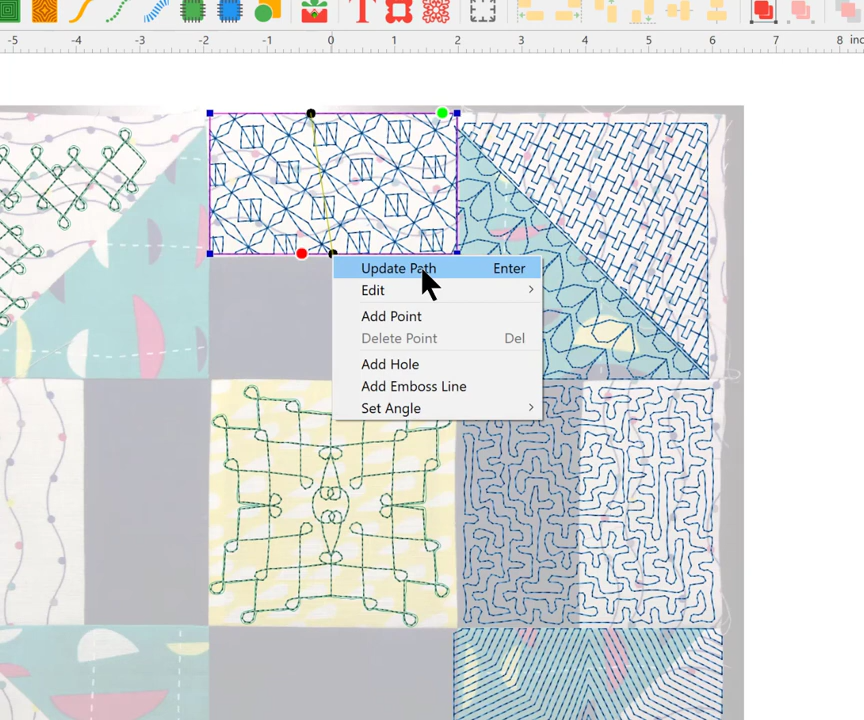 -5 -4 -3 -2 -1 0 1 2 3 4 5 6 7 8 inc
Update Path Enter
Edit
Add Point
Delete Point Del
Add Hole
Add Emboss Line
Set Angle